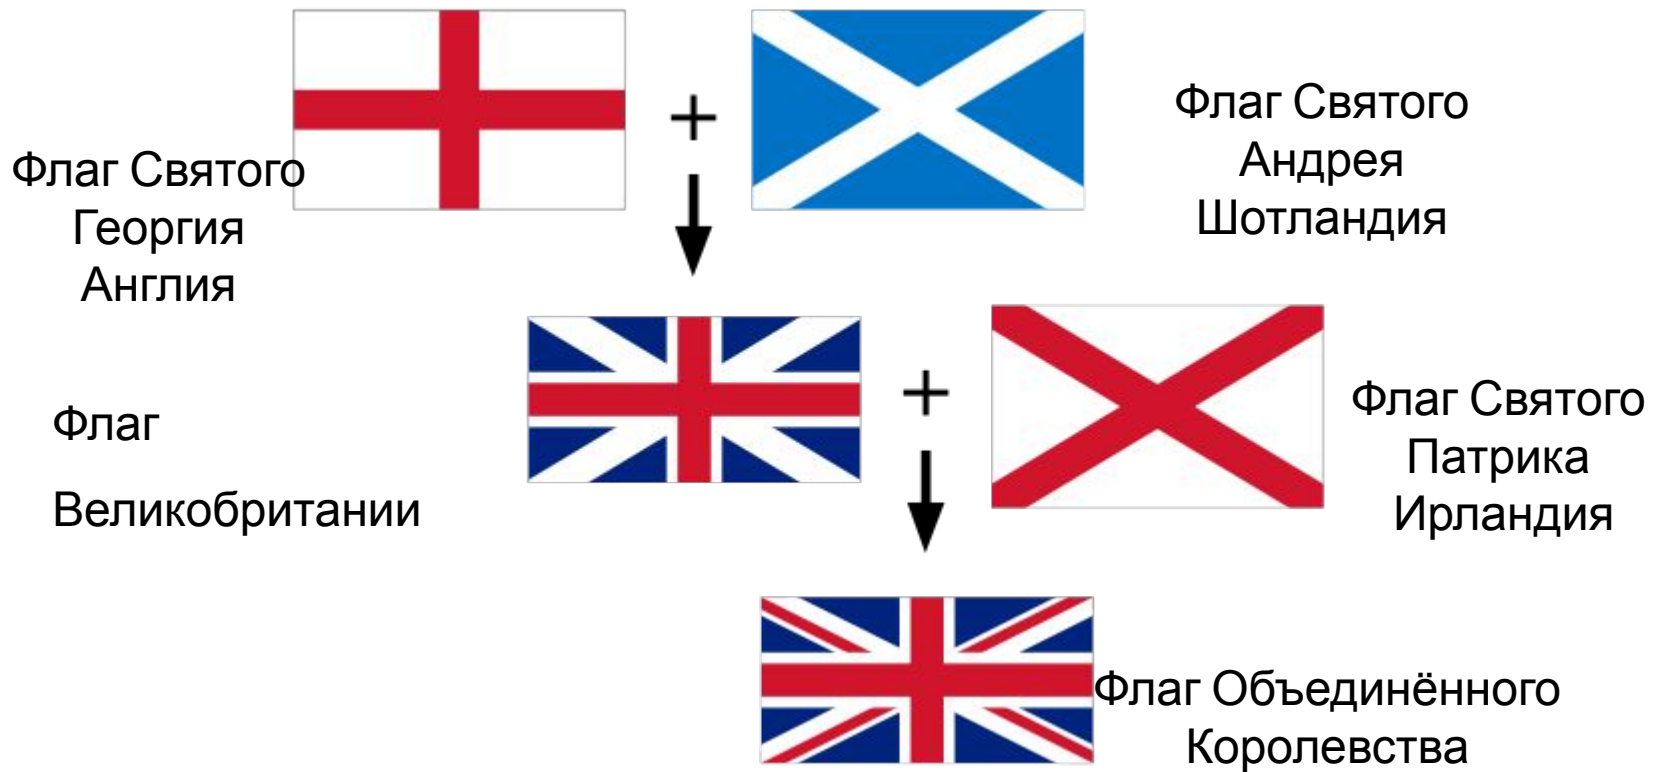 Флаг Святого
Георгия
Англия
+
Флаг Святого
Андрея
Шотландия
Флаг
Великобритании
+
Флаг Святого
Патрика
Ирландия
Флаг Объединённого
Королевства